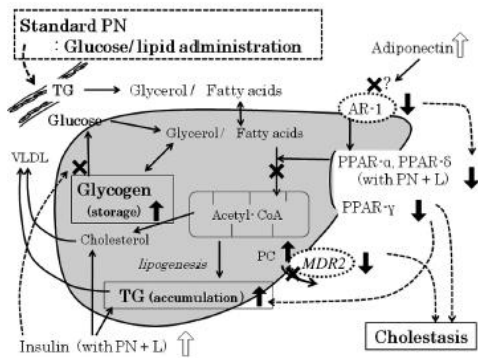 Standard PN
: Glucose/ lipid administration
Adiponectin
?
TG
Glycerol/ Fatty acids
AR-1
Glucose
Glycerol/ Fatty acids
VLDL
PPAR-α, PPAR-δ
(with PN + L)
Glycogen
(storage)
Acetyl-CoA
PPAR-γ
Cholesterol
PC
MDR2
lipogenesis
TG (accumulation)
Insulin (with PN + L)
Cholestasis